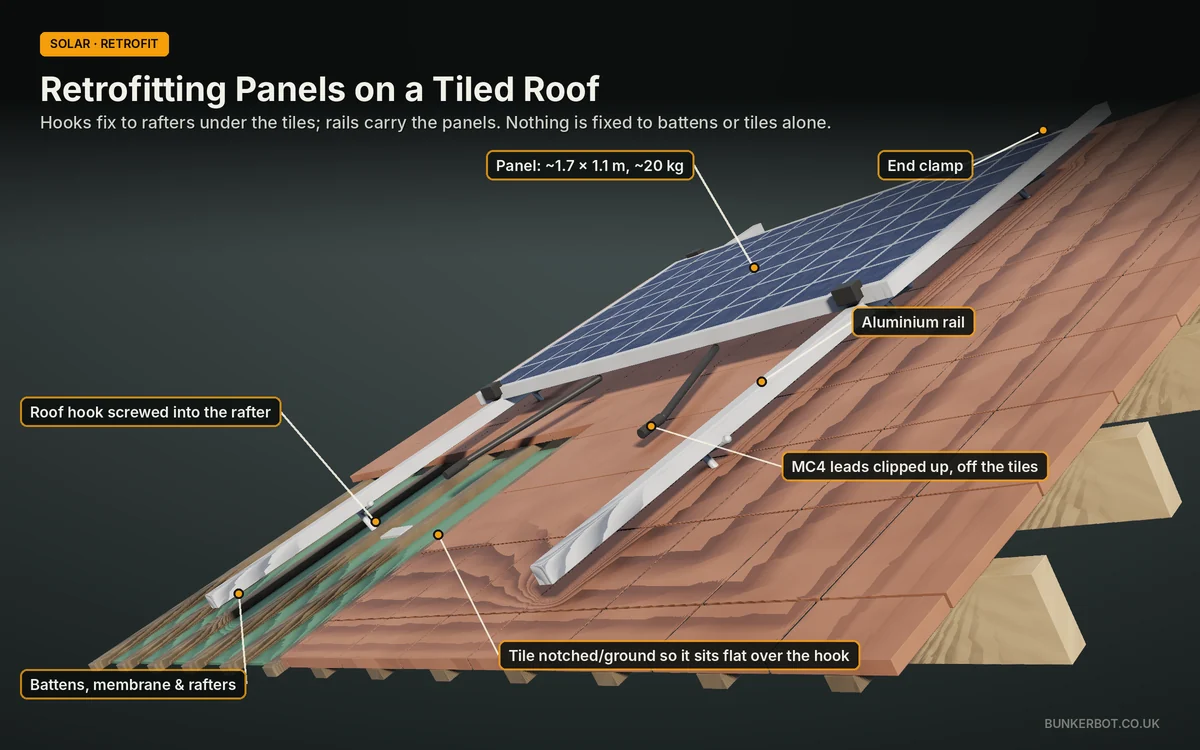 SOLAR · RETROFIT
Retrofitting Panels on a Tiled Roof
Hooks fix to rafters under the tiles; rails carry the panels. Nothing is fixed to battens or tiles alone.
Panel: ~1.7 × 1.1 m, ~20 kg
End clamp
Aluminium rail
Roof hook screwed into the rafter
MC4 leads clipped up, off the tiles
Tile notched/ground so it sits flat over the hook
Battens, membrane & rafters
BUNKERBOT.CO.UK